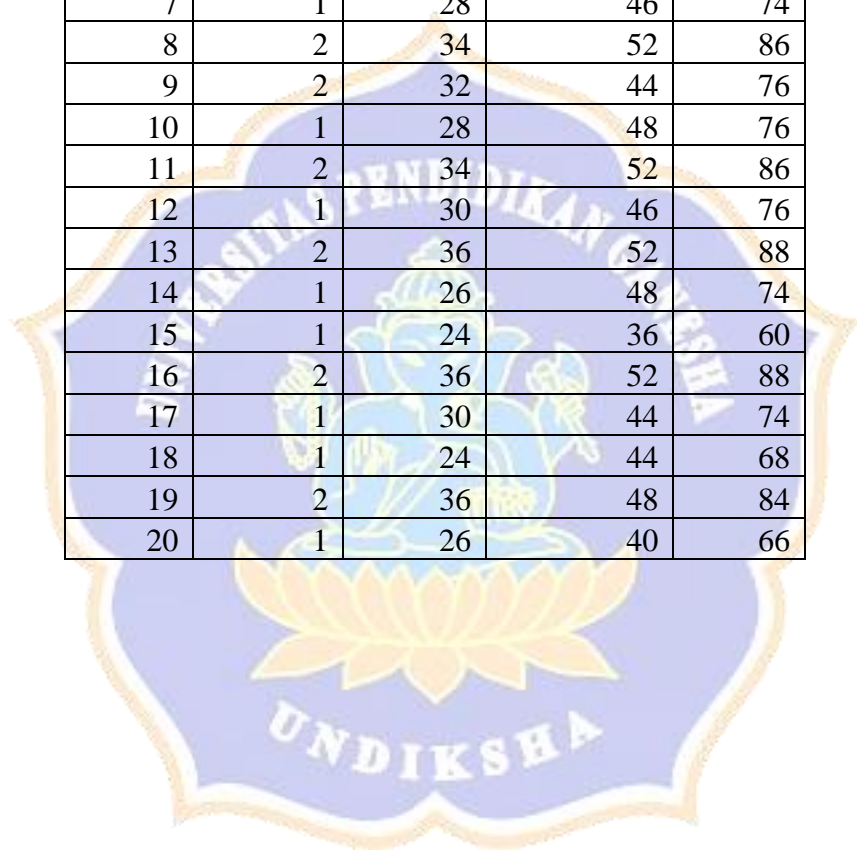 7 1 28 46 74
8 2 34 52 86
9 2 32 44 76
10 1 28 48 76
11 2 34 52 86
12 1 30 46 76
13 2 36 52 88
14 1 26 48 74
15 1 24 36 60
16 2 36 52 88
17 1 30 44 74
18 1 24 44 68
19 2 36 48 84
20 1 26 40 66
UNIVERSITAS PENDIDIKAN GANESHA
UNDIKSHA